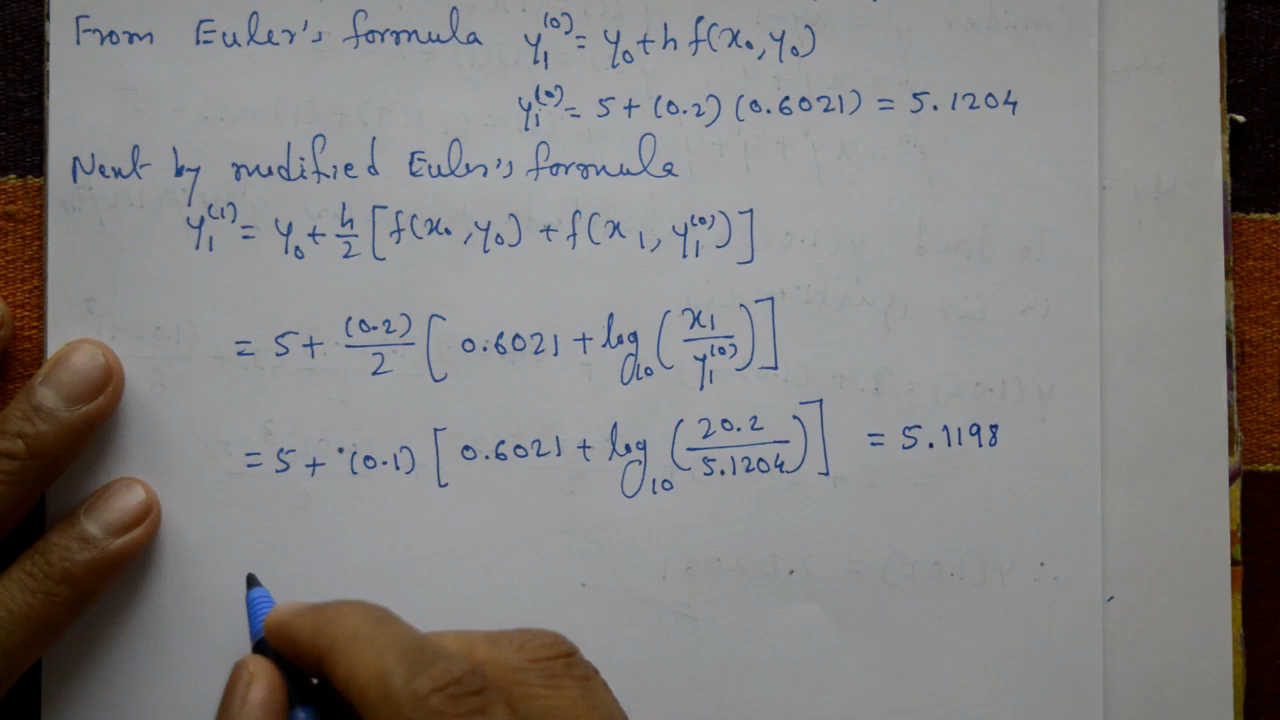 From Euler's formula y₁⁽⁰⁾ = y₀ + h f(x₀, y₀)
y₁⁽⁰⁾ = 5 + (0.2) (0.6021) = 5.1204
Next by modified Euler's formula
y₁⁽¹⁾ = y₀ + h/2 [f(x₀, y₀) + f(x₁, y₁⁽⁰⁾)]
= 5 + (0.2)/2 [0.6021 + log₁₀ (x₁/y₁⁽⁰⁾)]
= 5 + (0.1) [0.6021 + log₁₀ (20.2/5.1204)] = 5.1198